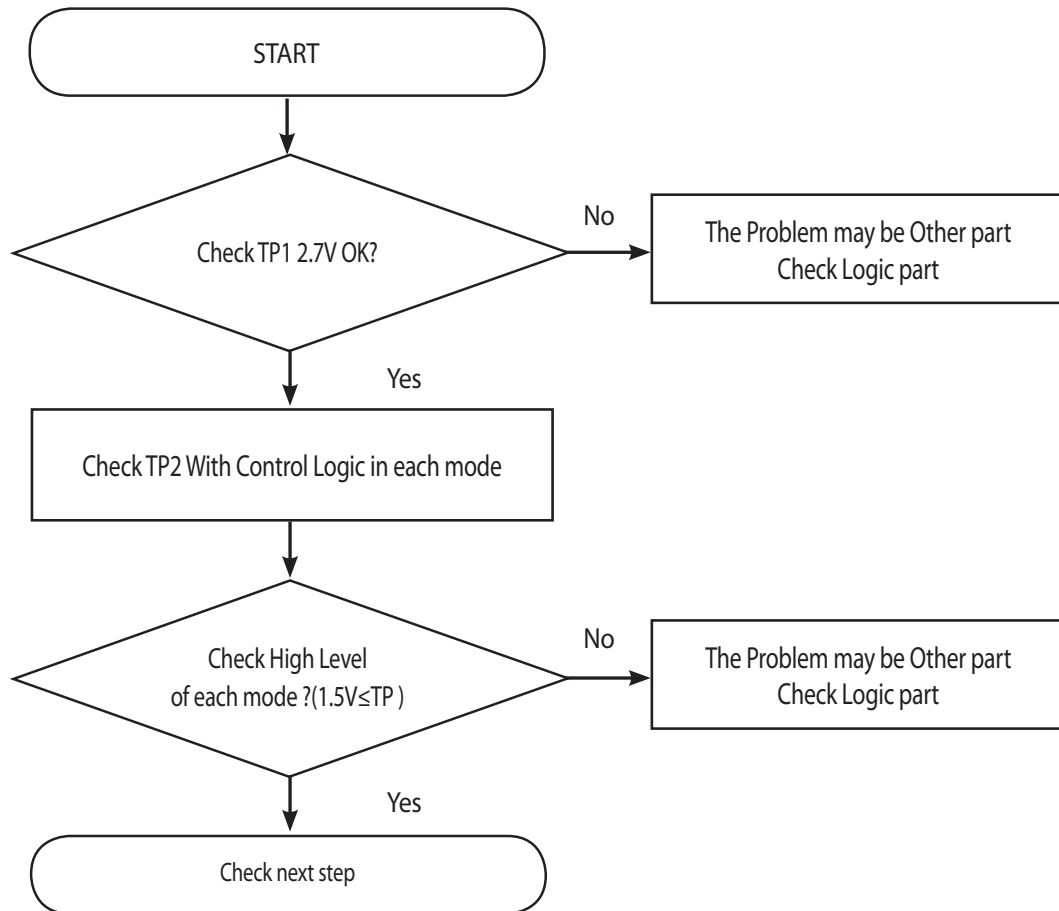 START
Check TP1 2.7V OK?
No
The Problem may be Other part
Check Logic part
Yes
Check TP2 With Control Logic in each mode
Check High Level
of each mode ?(1.5V≤TP )
No
The Problem may be Other part
Check Logic part
Yes
Check next step